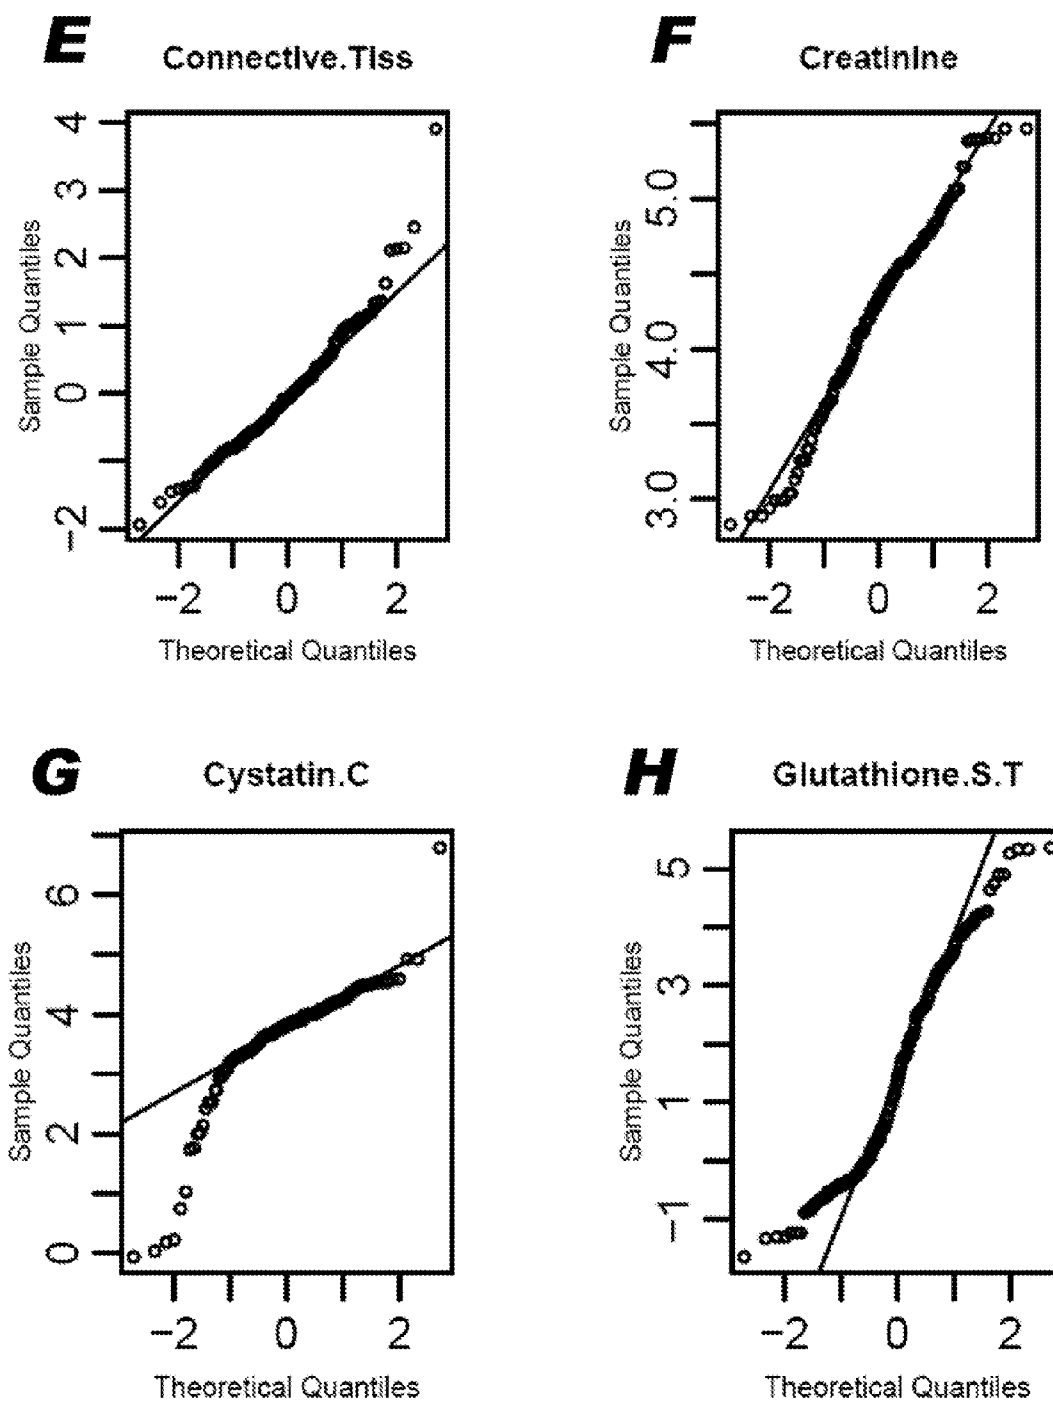 E Connective.Tiss
4
3
2
1
0
−2
Sample Quantiles
−2 0 2
Theoretical Quantiles
F Creatinine
5.0
4.0
3.0
Sample Quantiles
−2 0 2
Theoretical Quantiles
G Cystatin.C
6
4
2
0
Sample Quantiles
−2 0 2
Theoretical Quantiles
H Glutathione.S.T
5
3
1
−1
Sample Quantiles
−2 0 2
Theoretical Quantiles